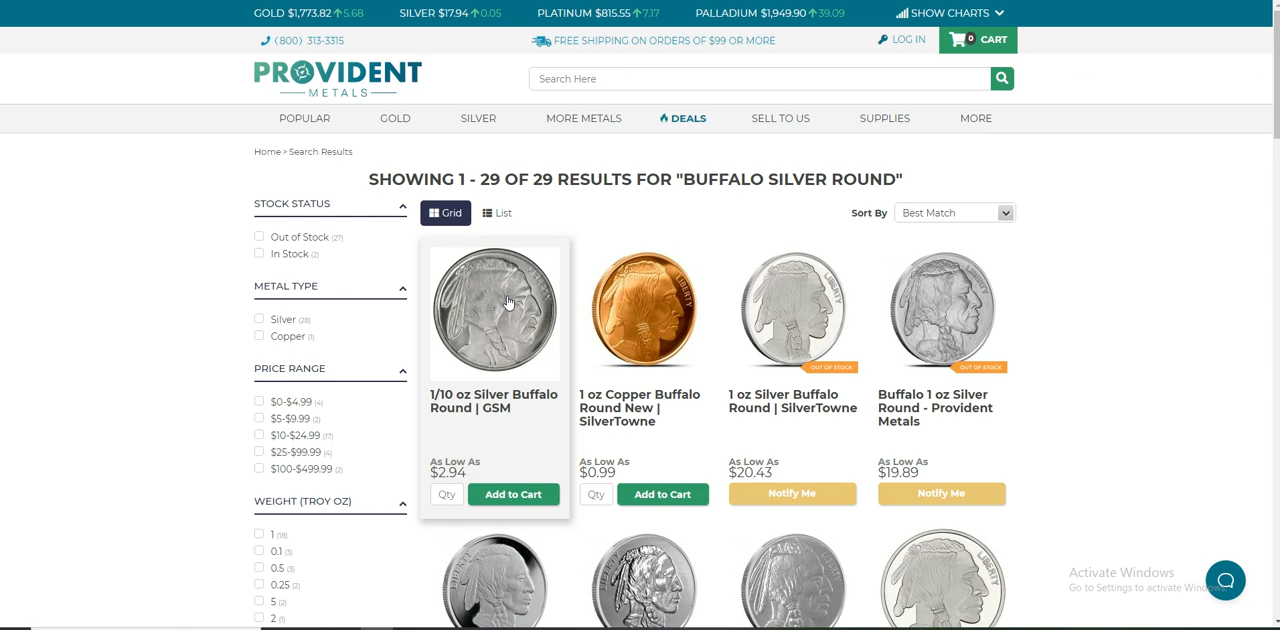 GOLD $1,773.82 5.68 SILVER $17.94 0.05 PLATINUM $815.55 7.17 PALLADIUM $1,949.90 39.09 SHOW CHARTS
(800) 313-3315 FREE SHIPPING ON ORDERS OF $99 OR MORE LOG IN 0 CART
PROVIDENT
METALS
Search Here
POPULAR GOLD SILVER MORE METALS DEALS SELL TO US SUPPLIES MORE
Home > Search Results
SHOWING 1 - 29 OF 29 RESULTS FOR "BUFFALO SILVER ROUND"
STOCK STATUS
Out of Stock (27)
In Stock (2)
METAL TYPE
Silver (28)
Copper (1)
PRICE RANGE
$0-$4.99 (4)
$5-$9.99 (2)
$10-$24.99 (17)
$25-$99.99 (4)
$100-$499.99 (2)
WEIGHT (TROY OZ)
1 (18)
0.1 (3)
0.5 (3)
0.25 (2)
5 (2)
2 (1)
Grid List Sort By Best Match
LIBERTY
LIBERTY
LIBERTY
OUT OF STOCK
OUT OF STOCK
1/10 oz Silver Buffalo
Round | GSM
As Low As
$2.94
Qty Add to Cart
1 oz Copper Buffalo
Round New |
SilverTowne
As Low As
$0.99
Qty Add to Cart
1 oz Silver Buffalo
Round | SilverTowne
As Low As
$20.43
Notify Me
Buffalo 1 oz Silver
Round - Provident
Metals
As Low As
$19.89
Notify Me
LIBERTY
LIBERTY
LIBERTY
LIBERTY
Activate Windows
Go to Settings to activate Windows.